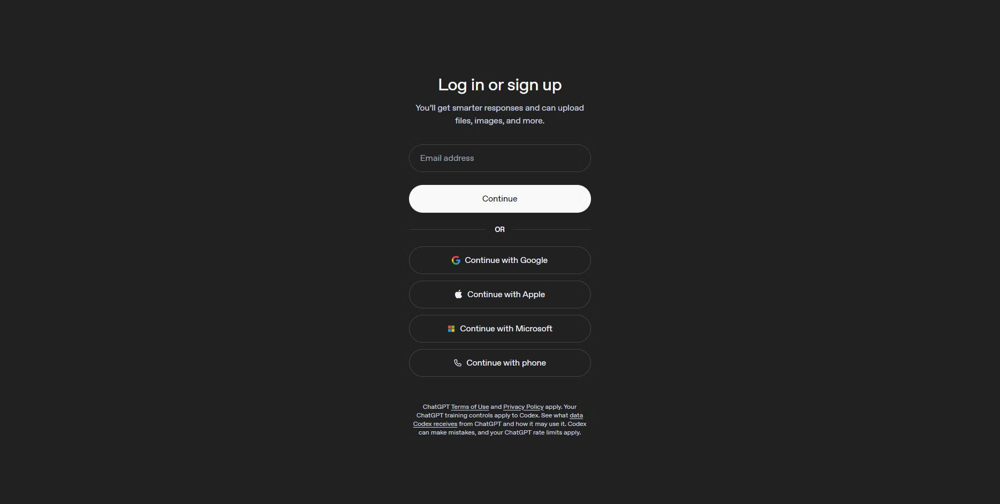 Log in or sign up
You’ll get smarter responses and can upload
files, images, and more.
Email address
Continue
OR
Continue with Google
Continue with Apple
Continue with Microsoft
Continue with phone
ChatGPT Terms of Use and Privacy Policy apply. Your
ChatGPT training controls apply to Codex. See what data
Codex receives from ChatGPT and how it may use it. Codex
can make mistakes, and your ChatGPT rate limits apply.